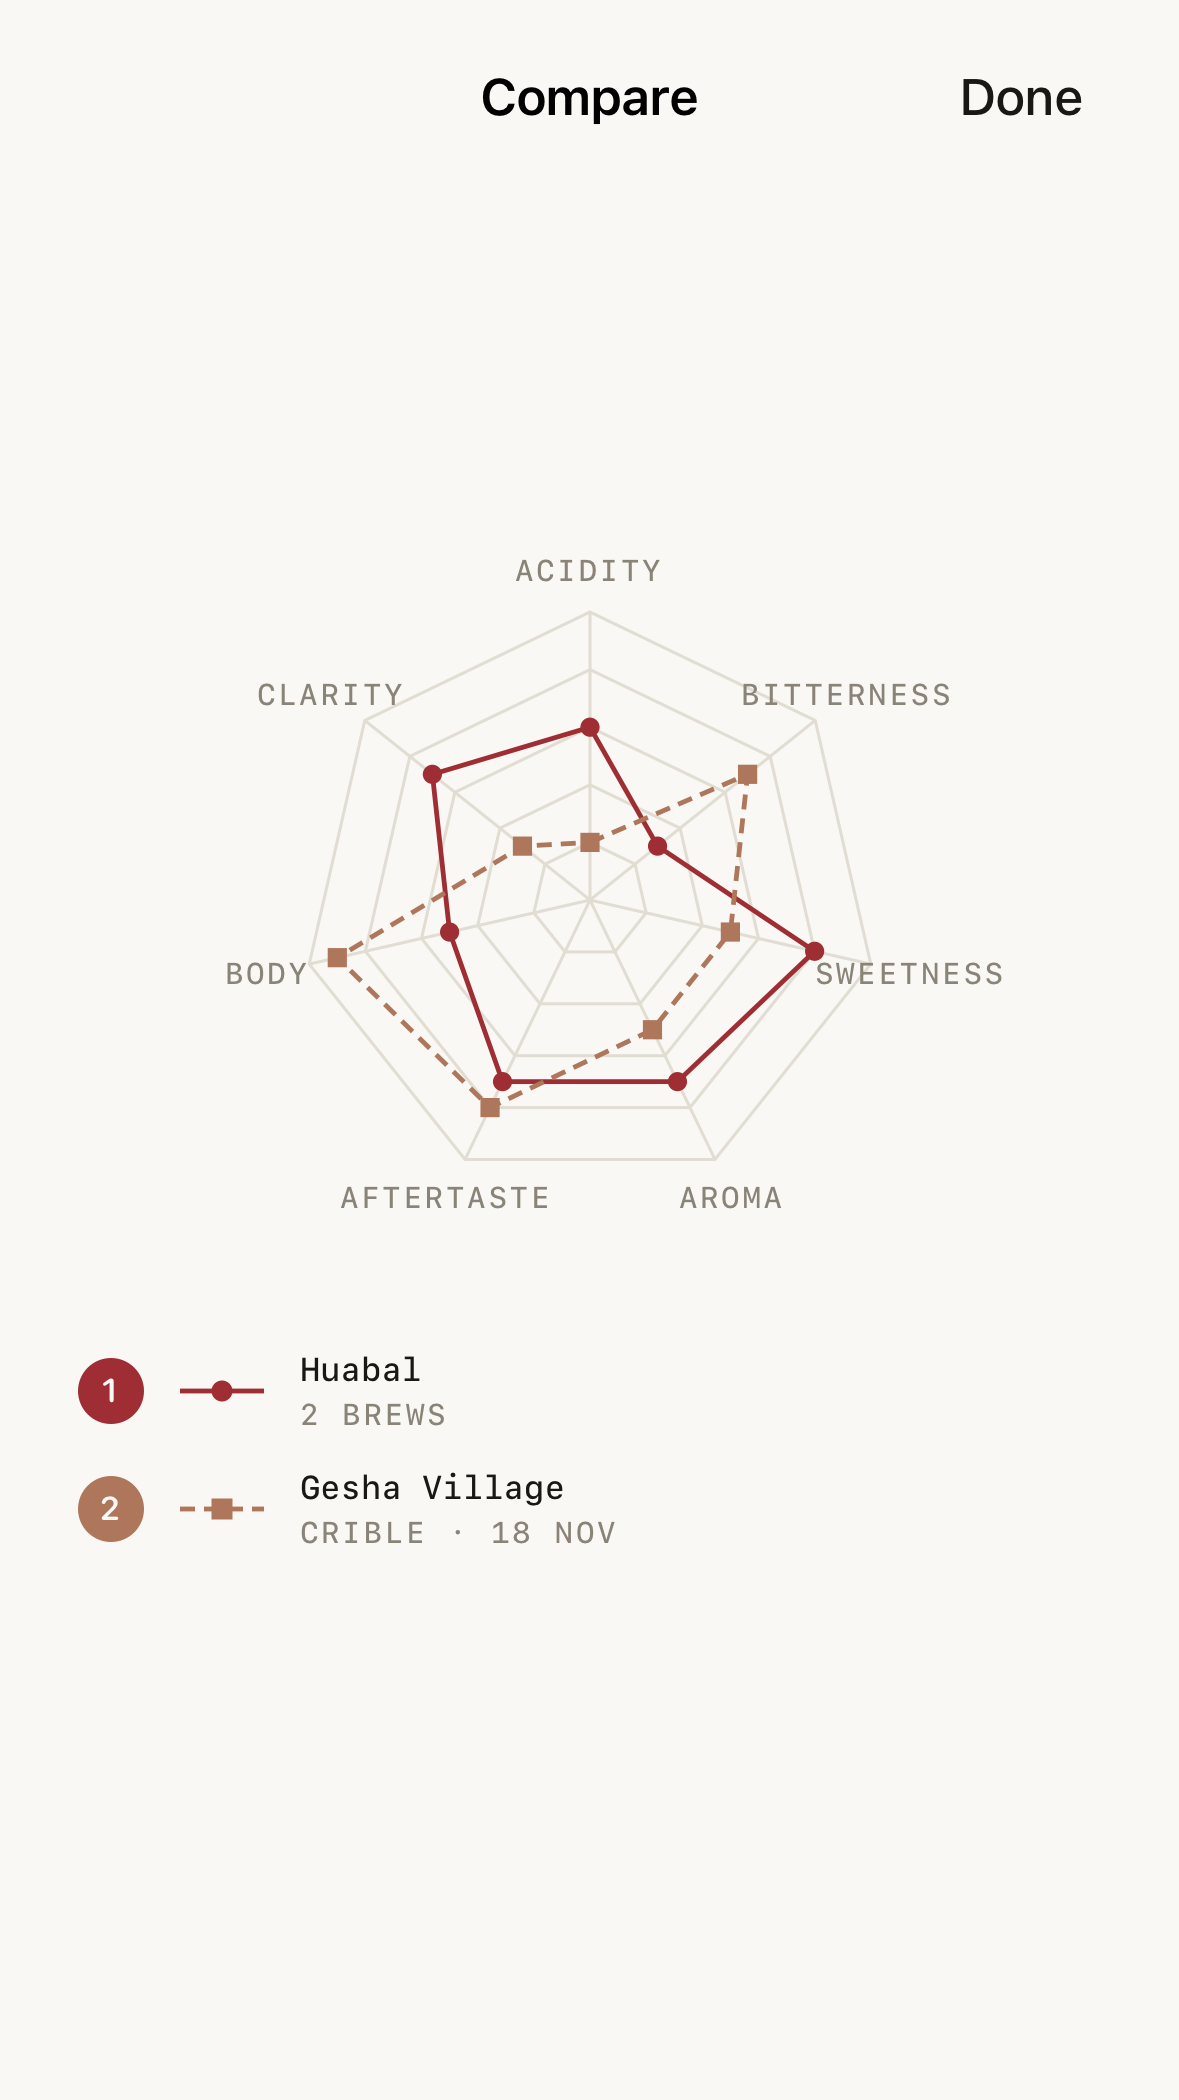 Compare
Done
ACIDITY
CLARITY
BITTERNESS
BODY
SWEETNESS
AFTERTASTE
AROMA
1
Huabal
2 BREWS
2
Gesha Village
CRIBLE · 18 NOV